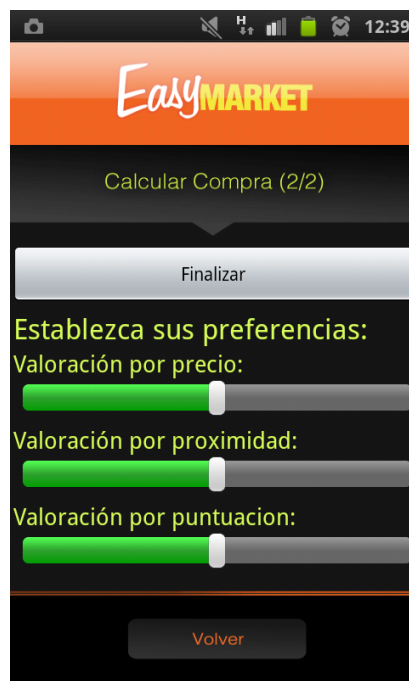 H 12:39
EasyMARKET
Calcular Compra (2/2)
Finalizar
Establezca sus preferencias:
Valoración por precio:
Valoración por proximidad:
Valoración por puntuacion:
Volver